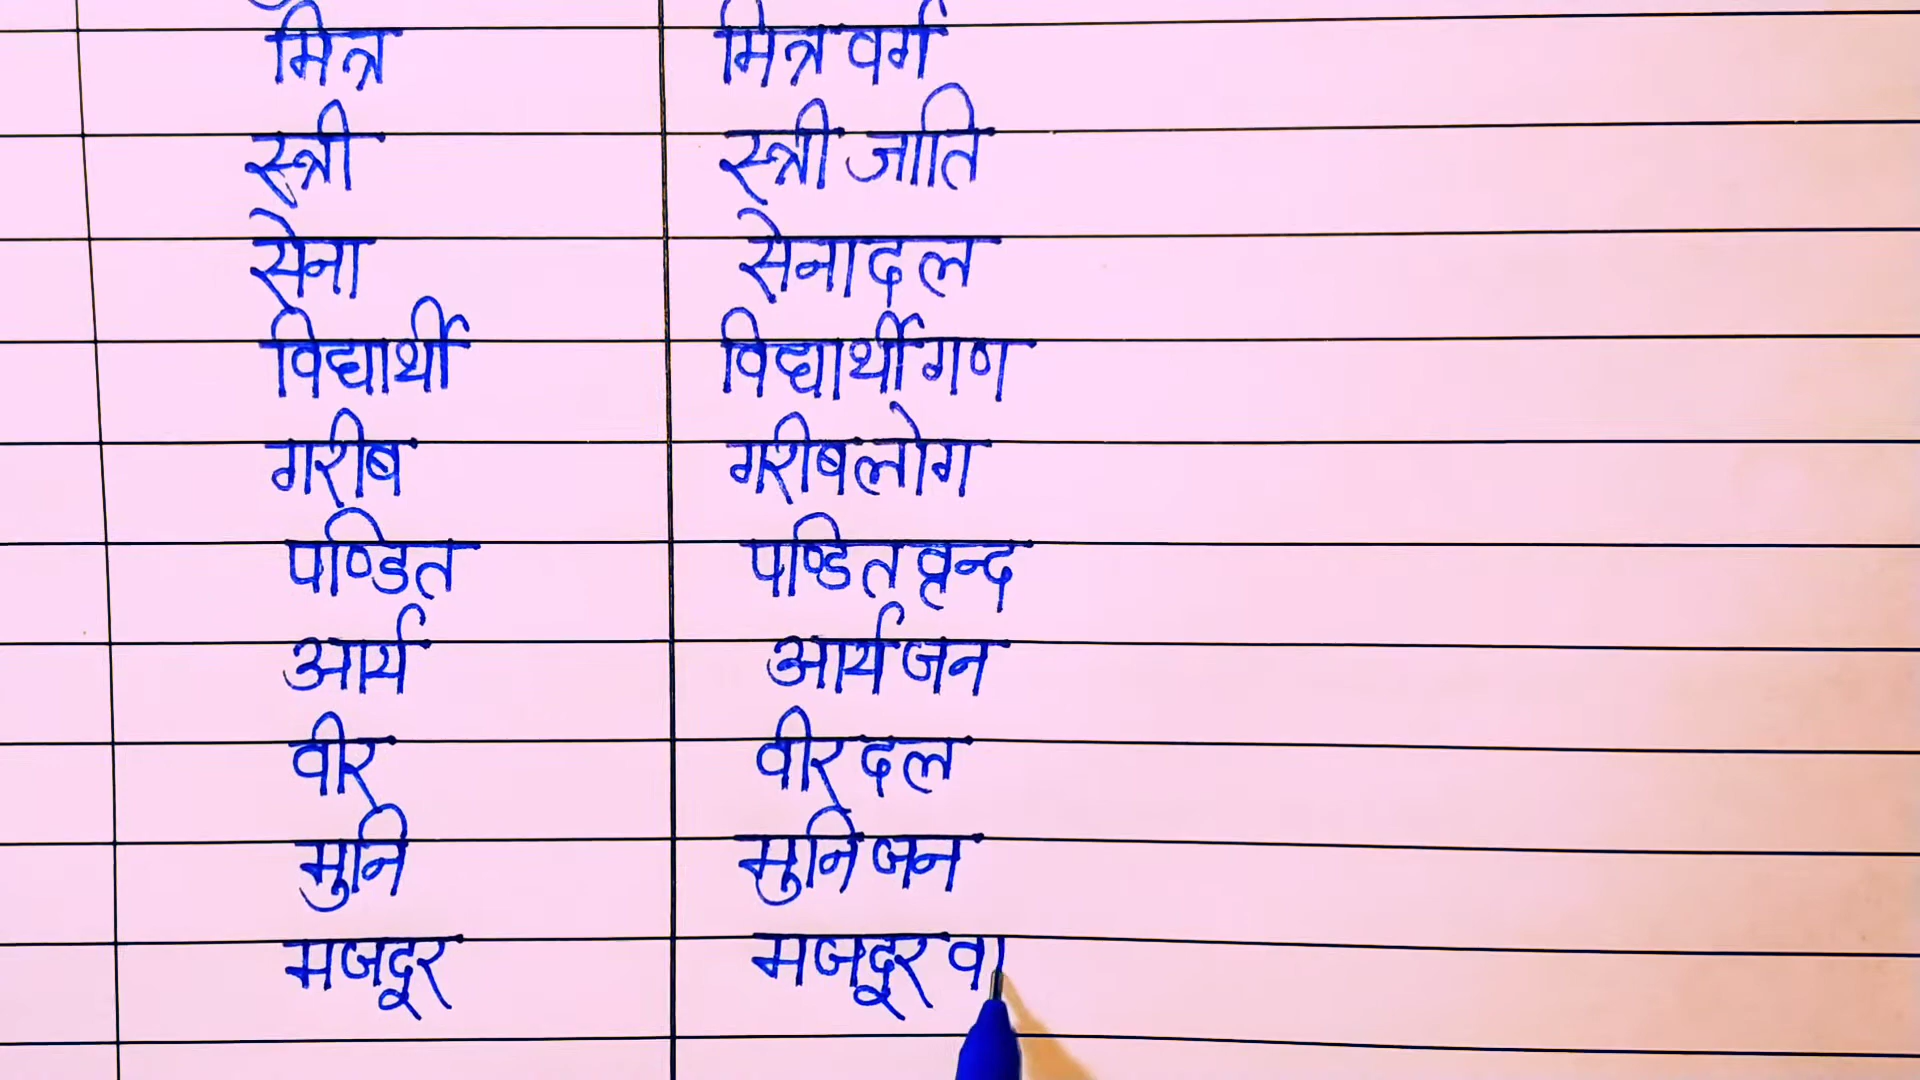 मित्र मित्र वर्ग
स्त्री स्त्री जाति
सेना सेनादल
विद्यार्थी विद्यार्थीगण
गरीब गरीबलोग
पण्डित पण्डित वृन्द
आर्य आर्यजन
वीर वीर दल
मुनि मुनि जन
मजदूर मजदूर